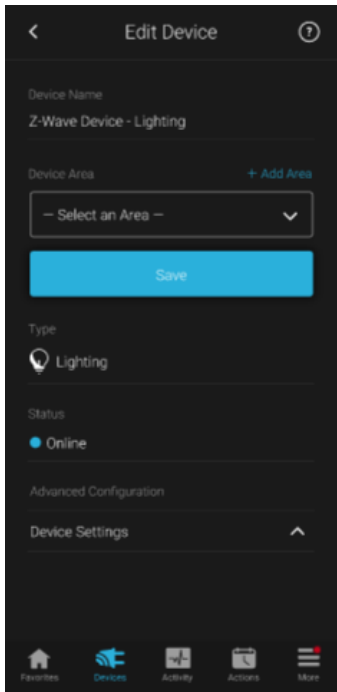 Edit Device
?
Device Name
Z-Wave Device - Lighting
Device Area + Add Area
— Select an Area —
Save
Type
Lighting
Status
Online
Advanced Configuration
Device Settings
Favorites Devices Activity Actions More